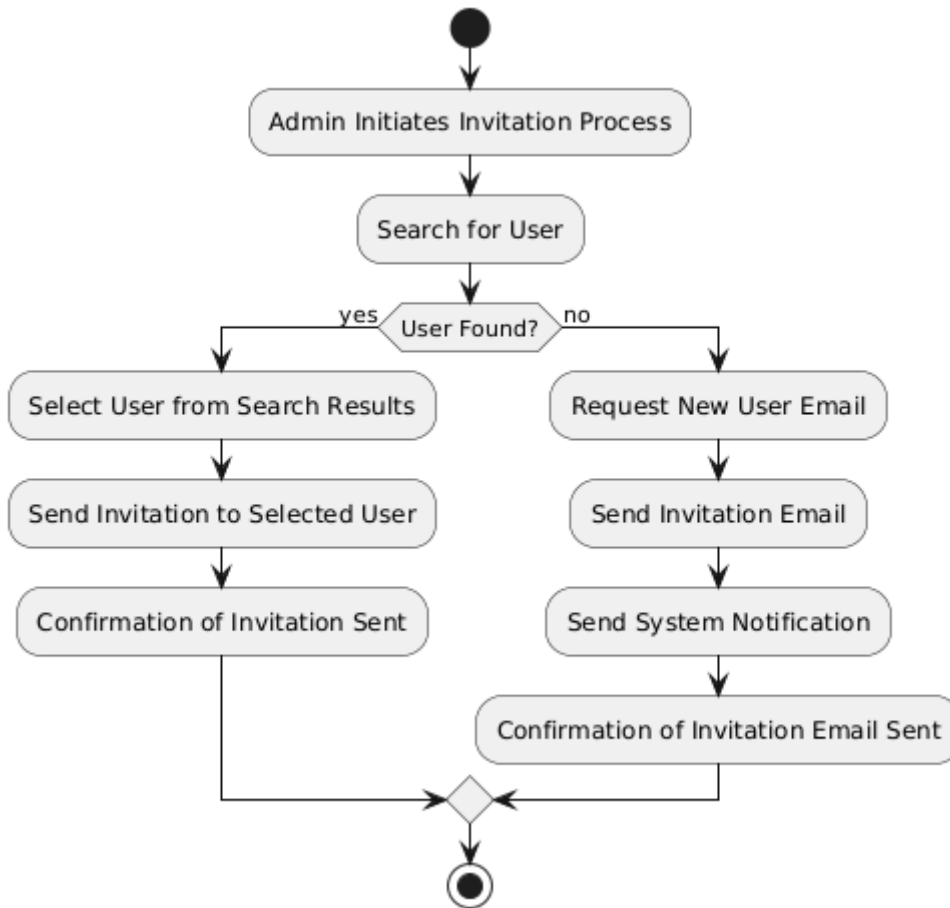 Admin Initiates Invitation Process
Search for User
User Found?
yes
no
Select User from Search Results
Send Invitation to Selected User
Confirmation of Invitation Sent
Request New User Email
Send Invitation Email
Send System Notification
Confirmation of Invitation Email Sent